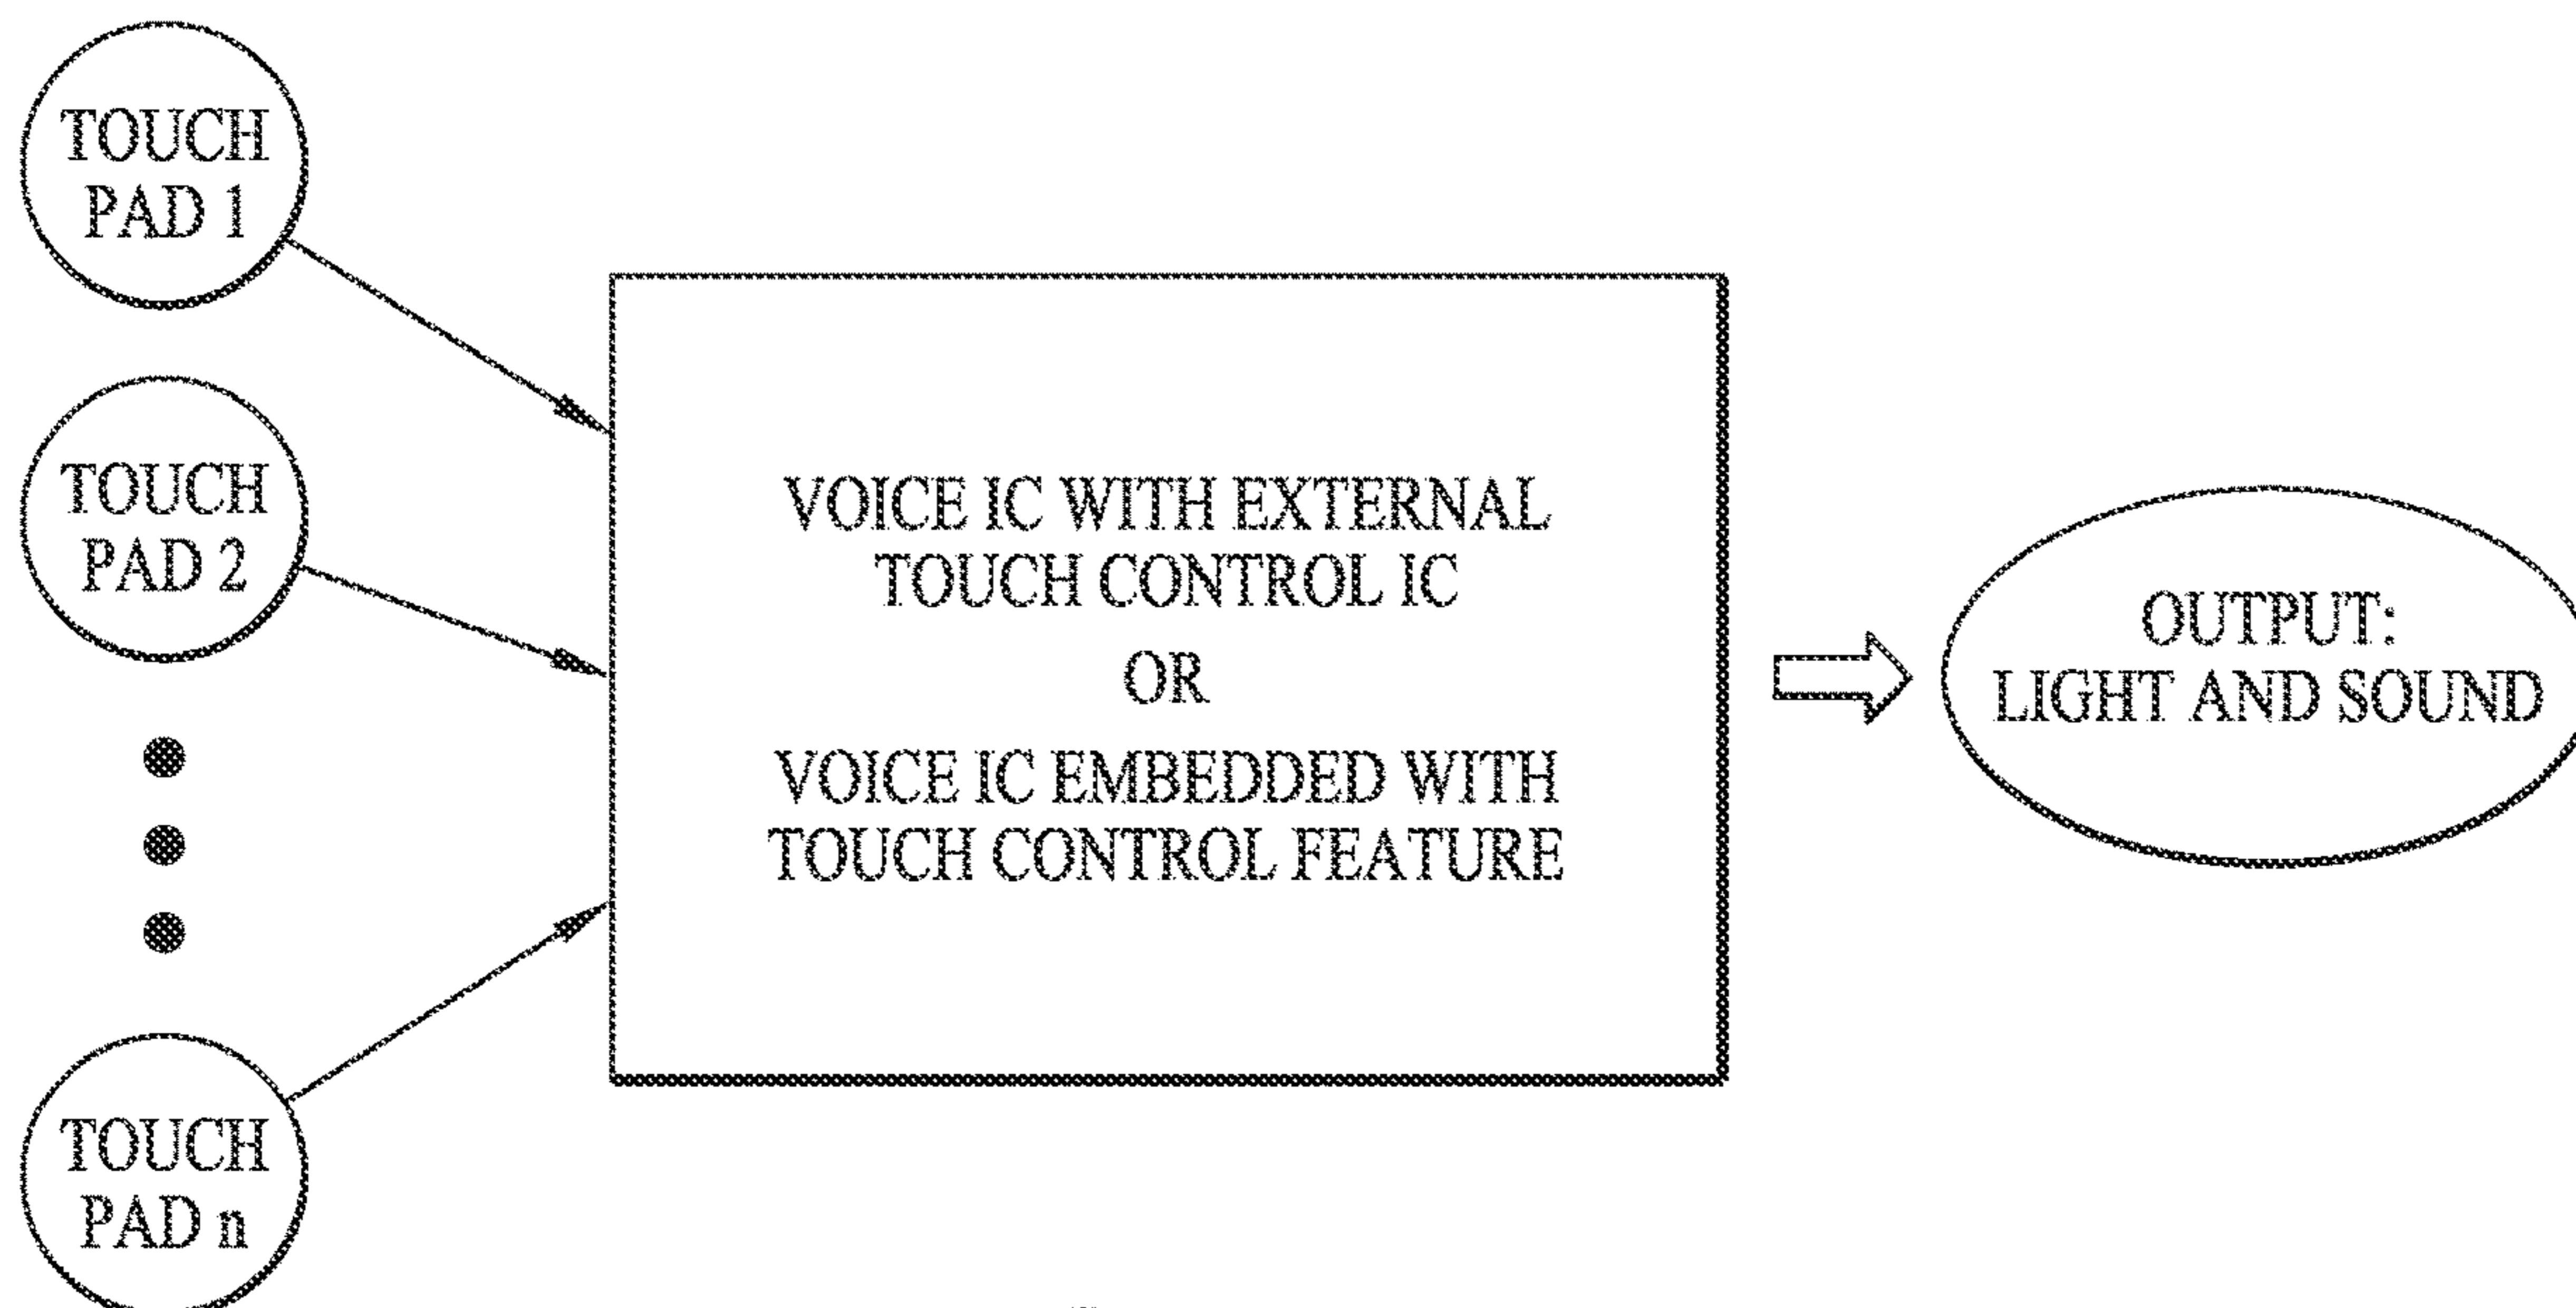 TOUCH
PAD 1
TOUCH
PAD 2
TOUCH
PAD n
VOICE IC WITH EXTERNAL
TOUCH CONTROL IC
OR
VOICE IC EMBEDDED WITH
TOUCH CONTROL FEATURE
OUTPUT:
LIGHT AND SOUND